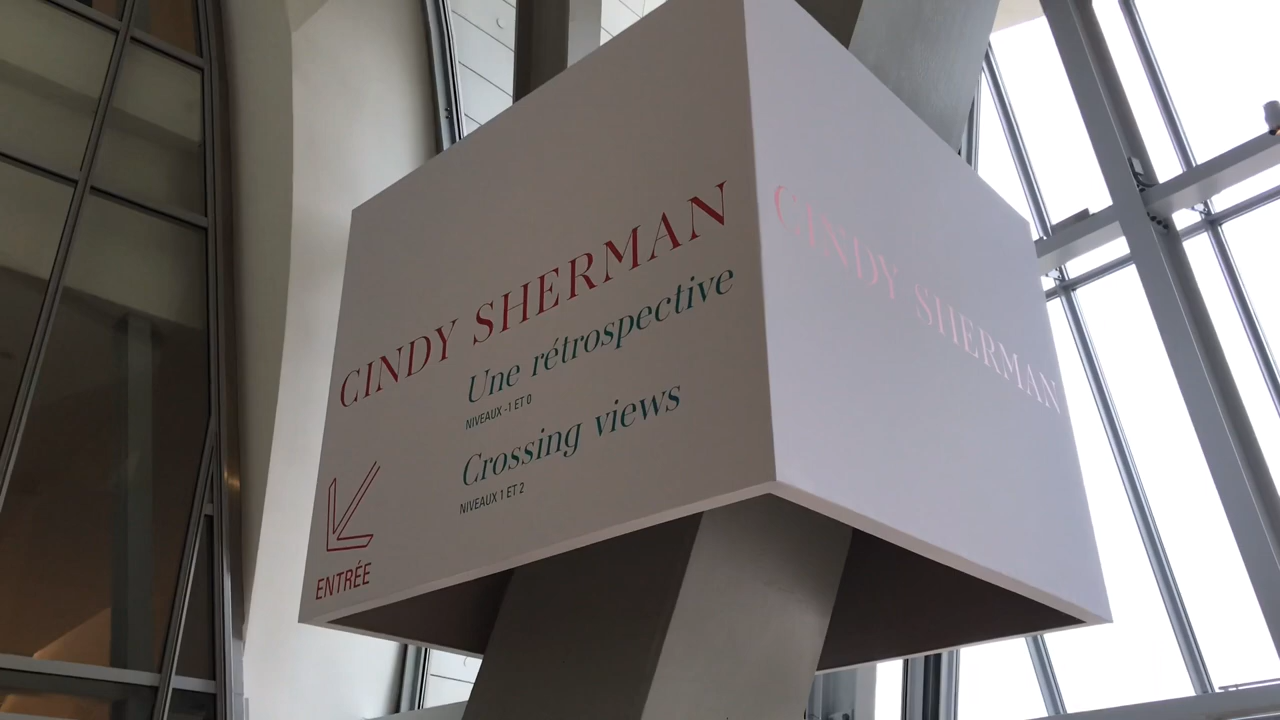 CINDY SHERMAN
Une rétrospective
NIVEAUX -1 ET 0
Crossing views
NIVEAUX 1 ET 2
ENTRÉE
CINDY SHERMAN